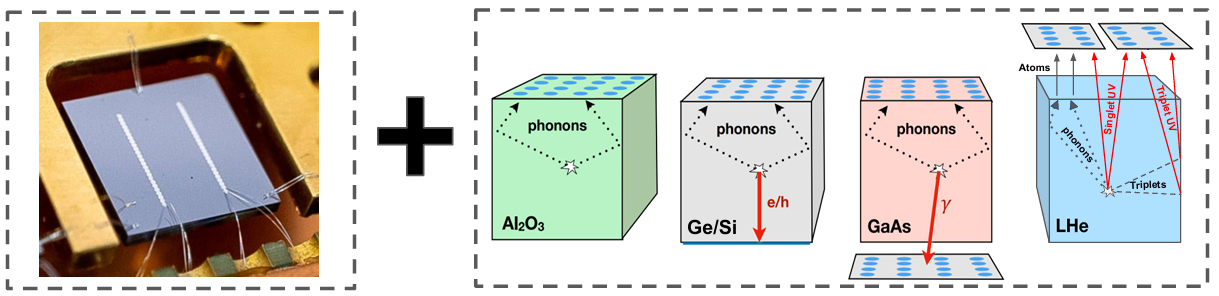 phonons
Al₂O₃
phonons
e/h
Ge/Si
phonons
γ
GaAs
Atoms
Singlet UV
Triplet UV
phonons
Triplets
LHe